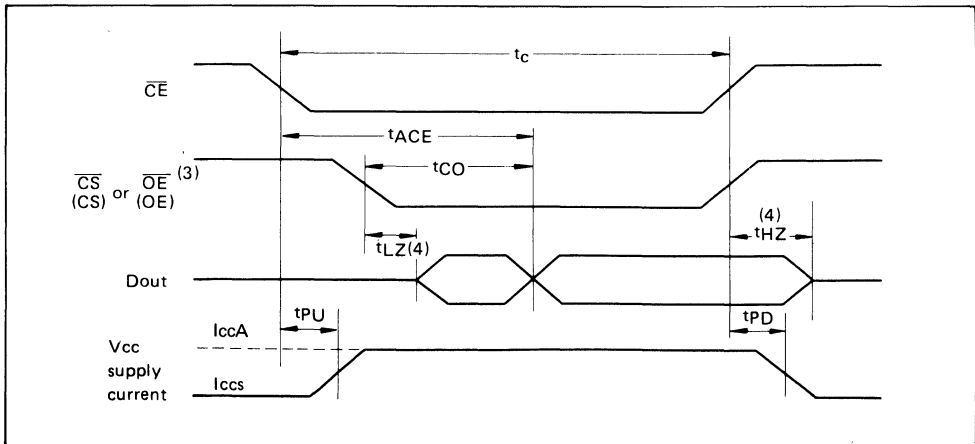 tC
CE
tACE
tCO
CS or OE (3)
(CS) (OE)
(4)
tLZ(4)
tHZ
Dout
tPU
IccA
tPD
Vcc
supply
current
Iccs